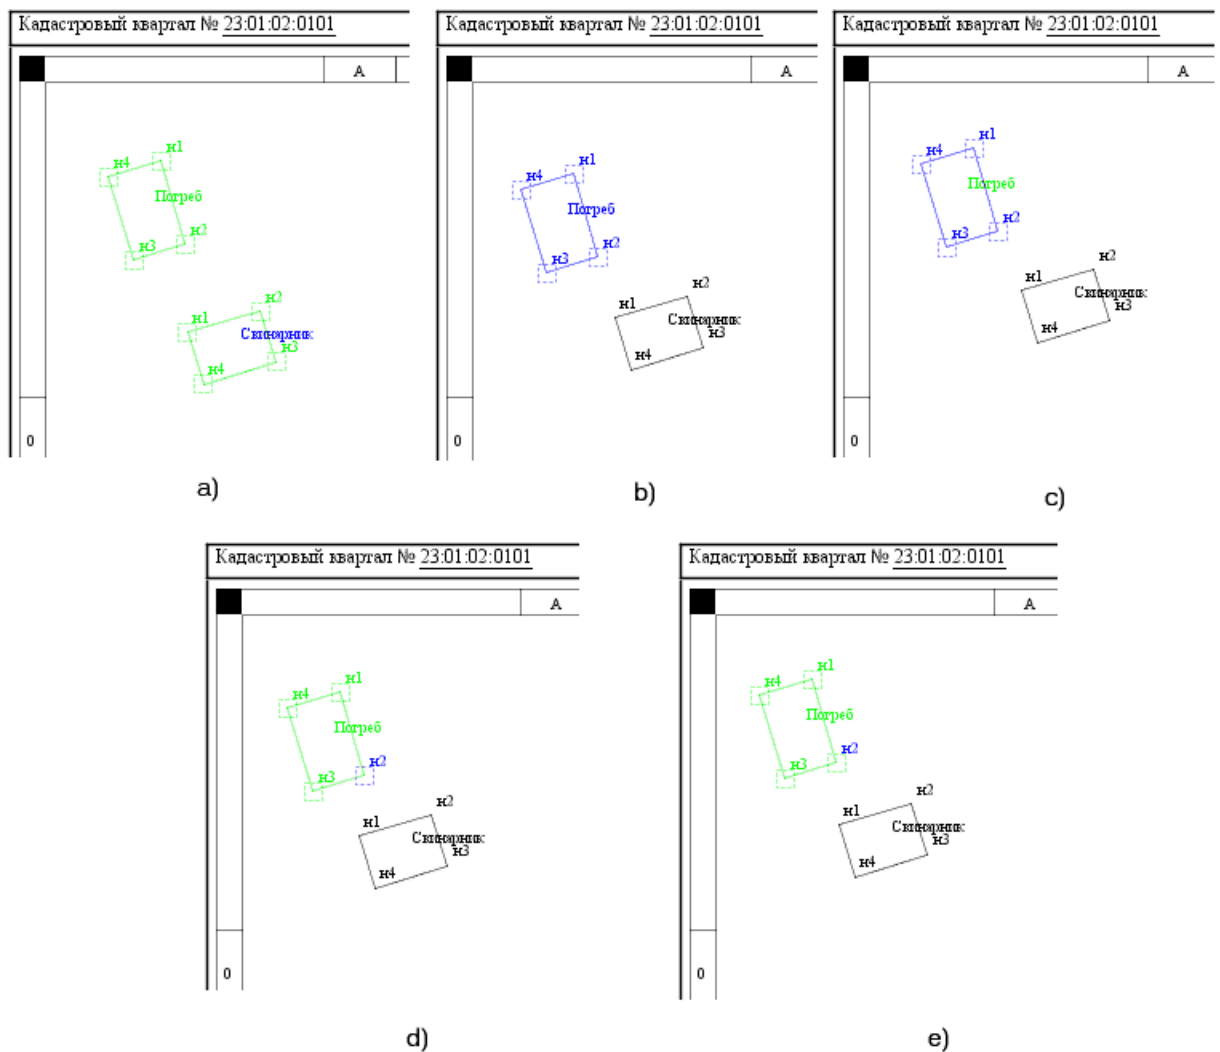 Кадастровый квартал № 23:01:02:0101
А
н1
н4
Погреб
н2
н3
н2
н1
Свинарник
н3
н4
0
a)
Кадастровый квартал № 23:01:02:0101
А
н1
н4
Погреб
н2
н3
н2
н1
Свинарник
н3
н4
0
b)
Кадастровый квартал № 23:01:02:0101
А
н1
н4
Погреб
н2
н3
н2
н1
Свинарник
н3
н4
0
c)
Кадастровый квартал № 23:01:02:0101
А
н1
н4
Погреб
н2
н3
н2
н1
Свинарник
н3
н4
0
d)
Кадастровый квартал № 23:01:02:0101
А
н1
н4
Погреб
н2
н3
н2
н1
Свинарник
н3
н4
0
e)